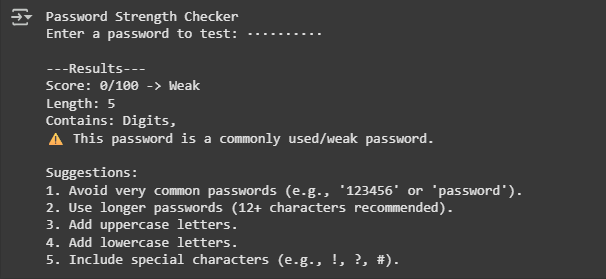 Password Strength Checker
Enter a password to test: ··········
---Results---
Score: 0/100 -> Weak
Length: 5
Contains: Digits,
⚠️ This password is a commonly used/weak password.
Suggestions:
1. Avoid very common passwords (e.g., '123456' or 'password').
2. Use longer passwords (12+ characters recommended).
3. Add uppercase letters.
4. Add lowercase letters.
5. Include special characters (e.g., !, ?, #).